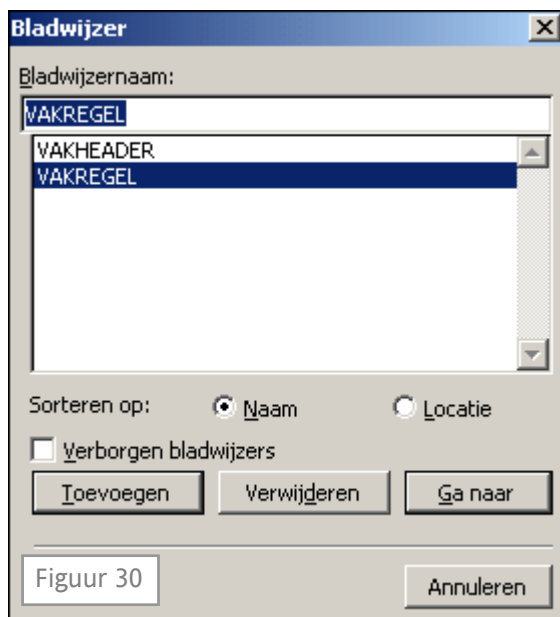 Bladwijzer
Bladwijzernaam:
VAKREGEL
VAKHEADER
VAKREGEL
Sorteren op: Naam Locatie
Verborgen bladwijzers
Toevoegen Verwijderen Ga naar
Figuur 30 Annuleren